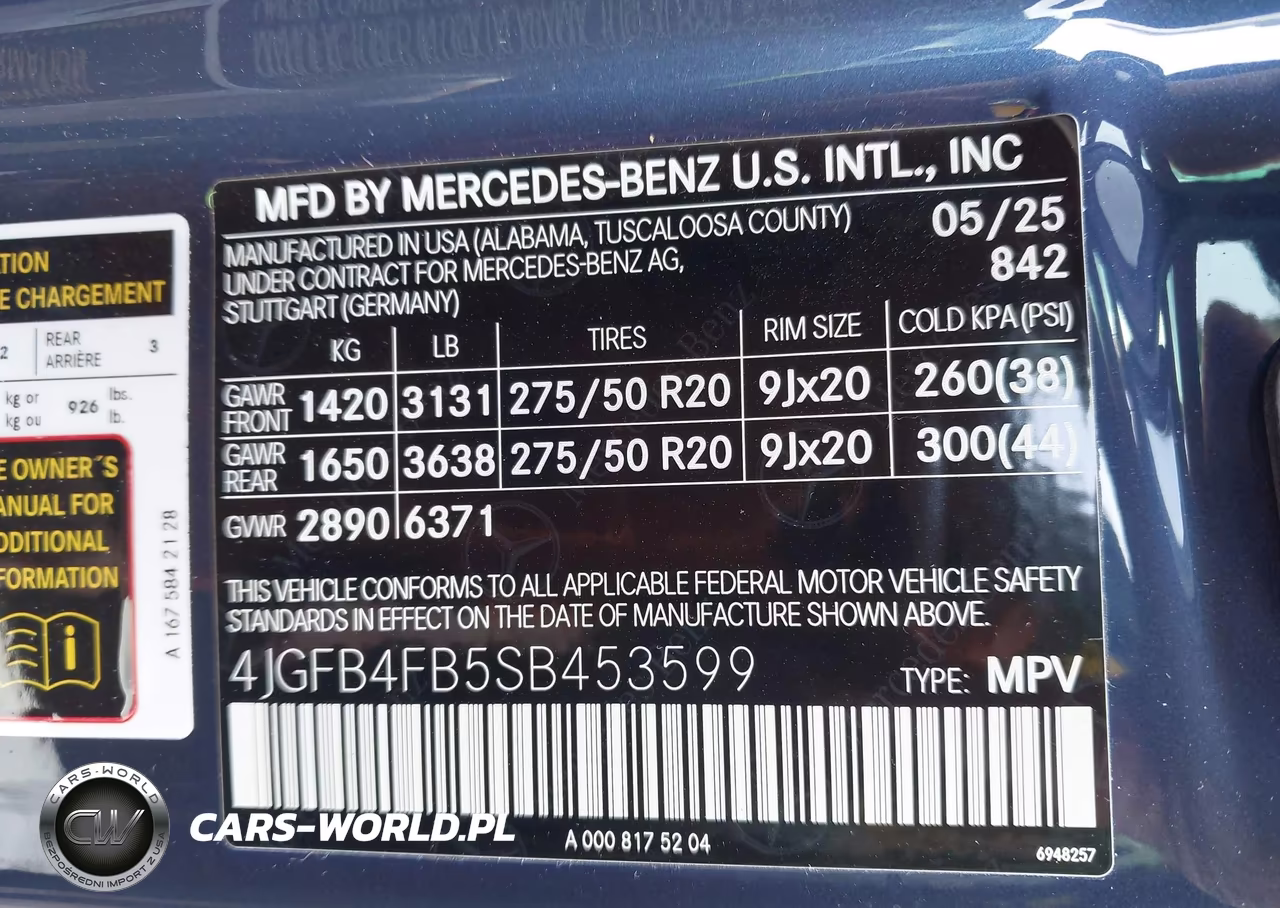 TION
E CHARGEMENT
2 REAR ARRIÈRE 3
kg or
kg ou 926 lbs.
lb.
E OWNER´S
ANUAL FOR
DDITIONAL
FORMATION
i
A 167 584 21 28
MFD BY MERCEDES-BENZ U.S. INTL., INC
MANUFACTURED IN USA (ALABAMA, TUSCALOOSA COUNTY) 05/25
UNDER CONTRACT FOR MERCEDES-BENZ AG, 842
STUTTGART (GERMANY)
KG LB TIRES RIM SIZE COLD KPA (PSI)
GAWR FRONT 1420 3131 275/50 R20 9Jx20 260(38)
GAWR REAR 1650 3638 275/50 R20 9Jx20 300(44)
GVWR 2890 6371
THIS VEHICLE CONFORMS TO ALL APPLICABLE FEDERAL MOTOR VEHICLE SAFETY
STANDARDS IN EFFECT ON THE DATE OF MANUFACTURE SHOWN ABOVE.
4JGFB4FB5SB453599 TYPE: MPV
A 000 817 52 04 6948257
CARS-WORLD
CW
BEZPOŚREDNI IMPORT Z USA
CARS-WORLD.PL